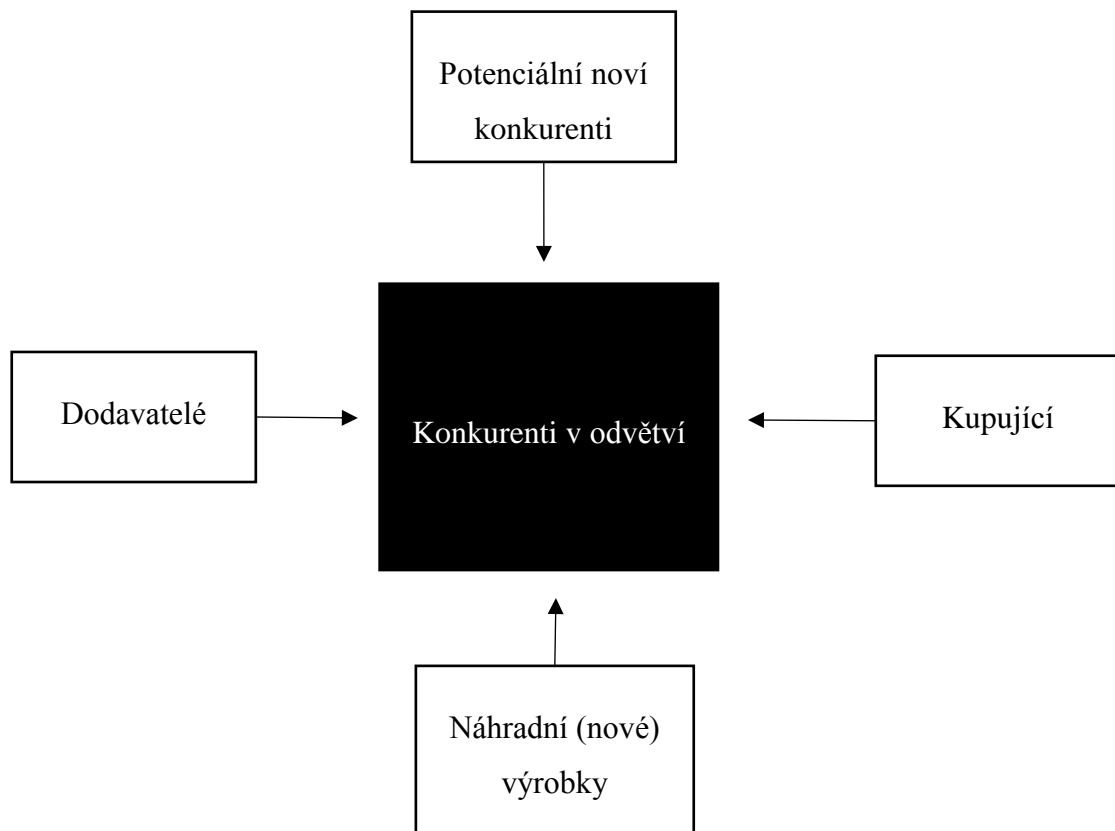 Potenciální noví
konkurenti
Dodavatelé
Konkurenti v odvětví
Kupující
Náhradní (nové)
výrobky